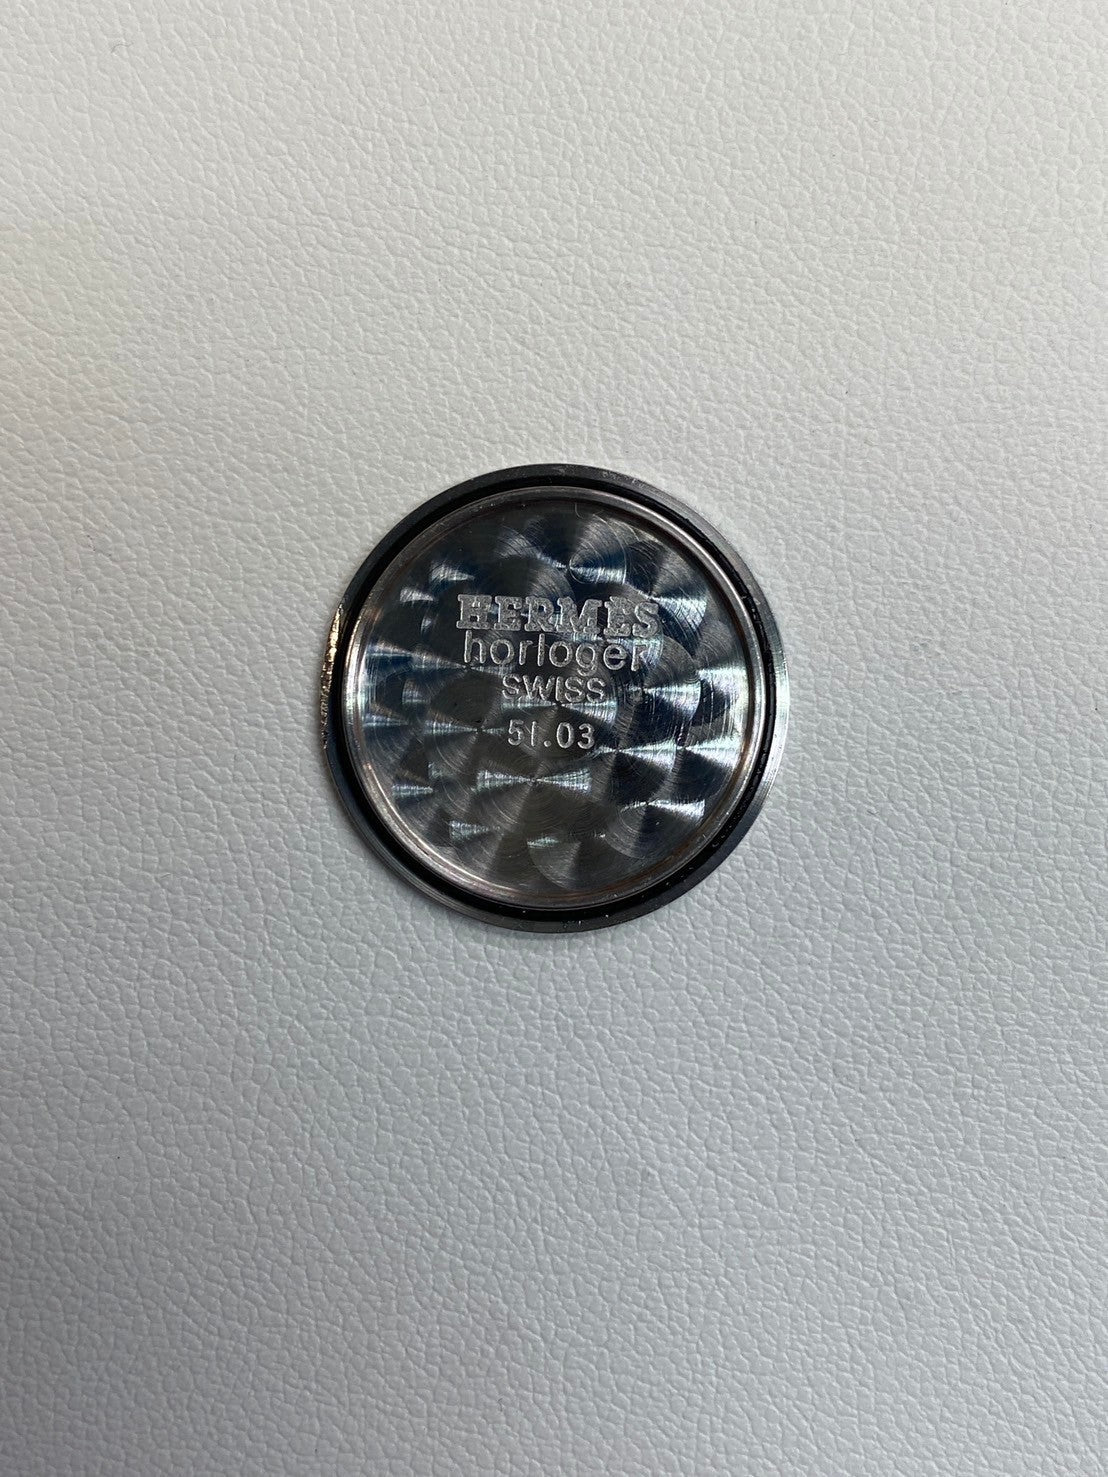 HERMES
horloger
SWISS
51.03